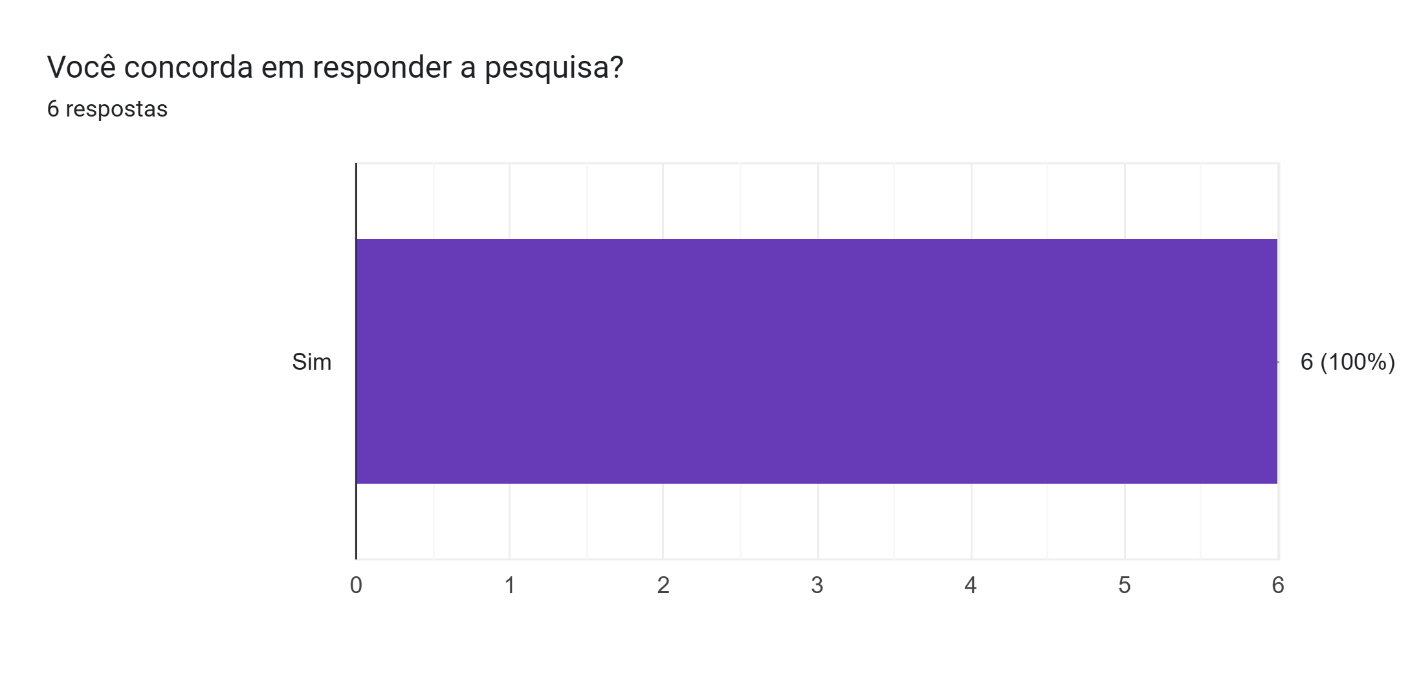 Você concorda em responder a pesquisa?
6 respostas
Sim
6 (100%)
0 1 2 3 4 5 6